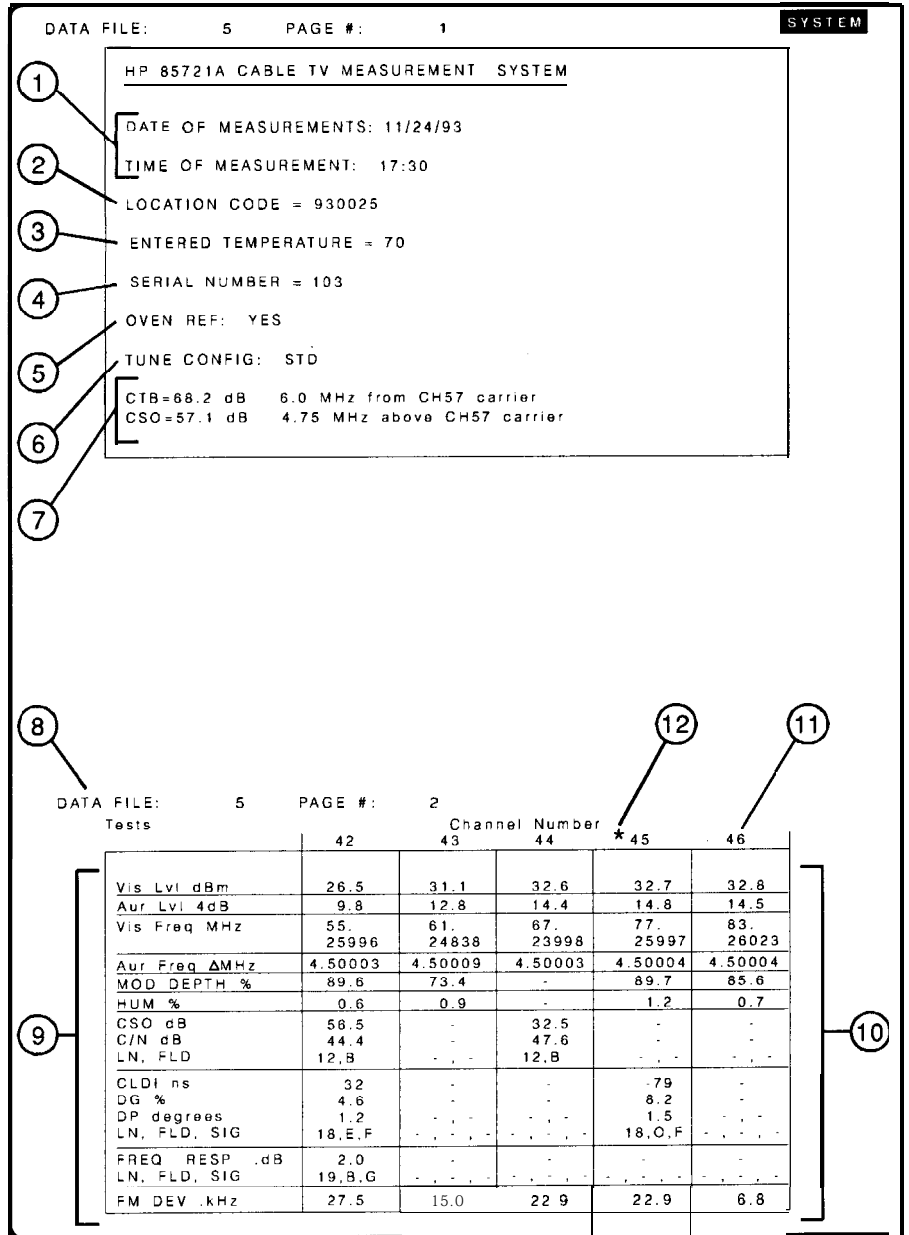 DATA FILE: 5 PAGE #: 1
SYSTEM
HP 85721A CABLE TV MEASUREMENT SYSTEM
1
DATE OF MEASUREMENTS: 11/24/93
TIME OF MEASUREMENT: 17:30
2
LOCATION CODE = 930025
3
ENTERED TEMPERATURE = 70
4
SERIAL NUMBER = 103
5
OVEN REF: YES
6
TUNE CONFIG: STD
7
CTB=68.2 dB 6.0 MHz from CH57 carrier
CSO=57.1 dB 4.75 MHz above CH57 carrier
8
12
11
DATA FILE: 5 PAGE #: 2
Tests Channel Number
42 43 44 *45 46
9
10
Vis Lvl dBm 26.5 31.1 32.6 32.7 32.8
Aur Lvl 4dB 9.8 12.8 14.4 14.8 14.5
Vis Freq MHz 55. 61. 67. 77. 83.
25996 24838 23998 25997 26023
Aur Freq ΔMHz 4.50003 4.50009 4.50003 4.50004 4.50004
MOD DEPTH % 89.6 73.4 - 89.7 85.6
HUM % 0.6 0.9 - 1.2 0.7
CSO dB 56.5 - 32.5 - -
C/N dB 44.4 - 47.6 - -
LN, FLD 12,B - , - 12,B - , - - , -
CLDI ns 32 - - -79 -
DG % 4.6 - - 8.2 -
DP degrees 1.2 - , - - , - 1.5 - , -
LN, FLD, SIG 18,E,F - , - , - - , - , - 18,O,F - , - , -
FREQ RESP .dB 2.0 - - - -
LN, FLD, SIG 19,B,G - , - , - - , - , - - , - , - - , - , -
FM DEV .kHz 27.5 15.0 22 9 22.9 6.8